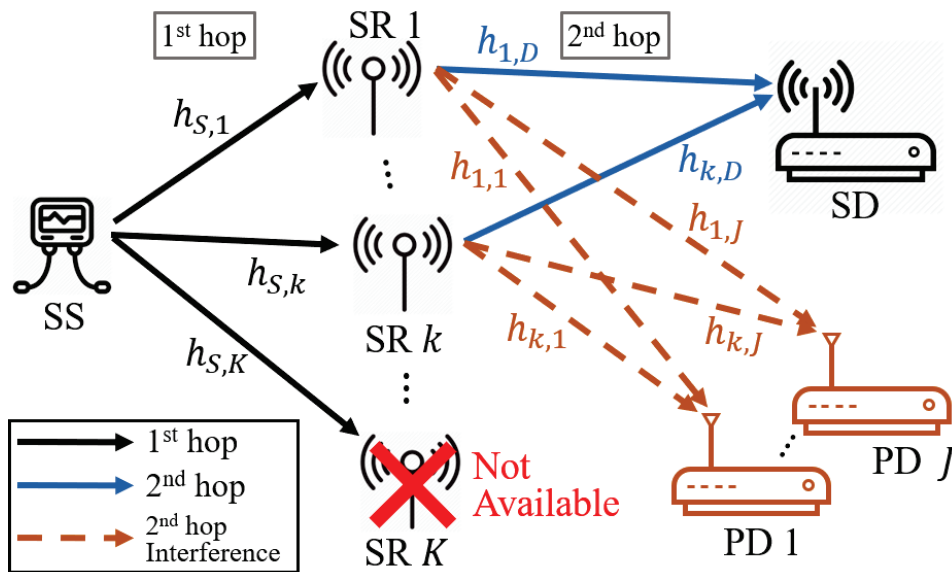 1st hop
SR 1
h1,D
2nd hop
hS,1
h1,1
hk,D
SD
h1,J
SS
hS,k
SR k
hk,1
hk,J
hS,K
PD J
PD 1
Not
Available
SR K
1st hop
2nd hop
2nd hop
Interference